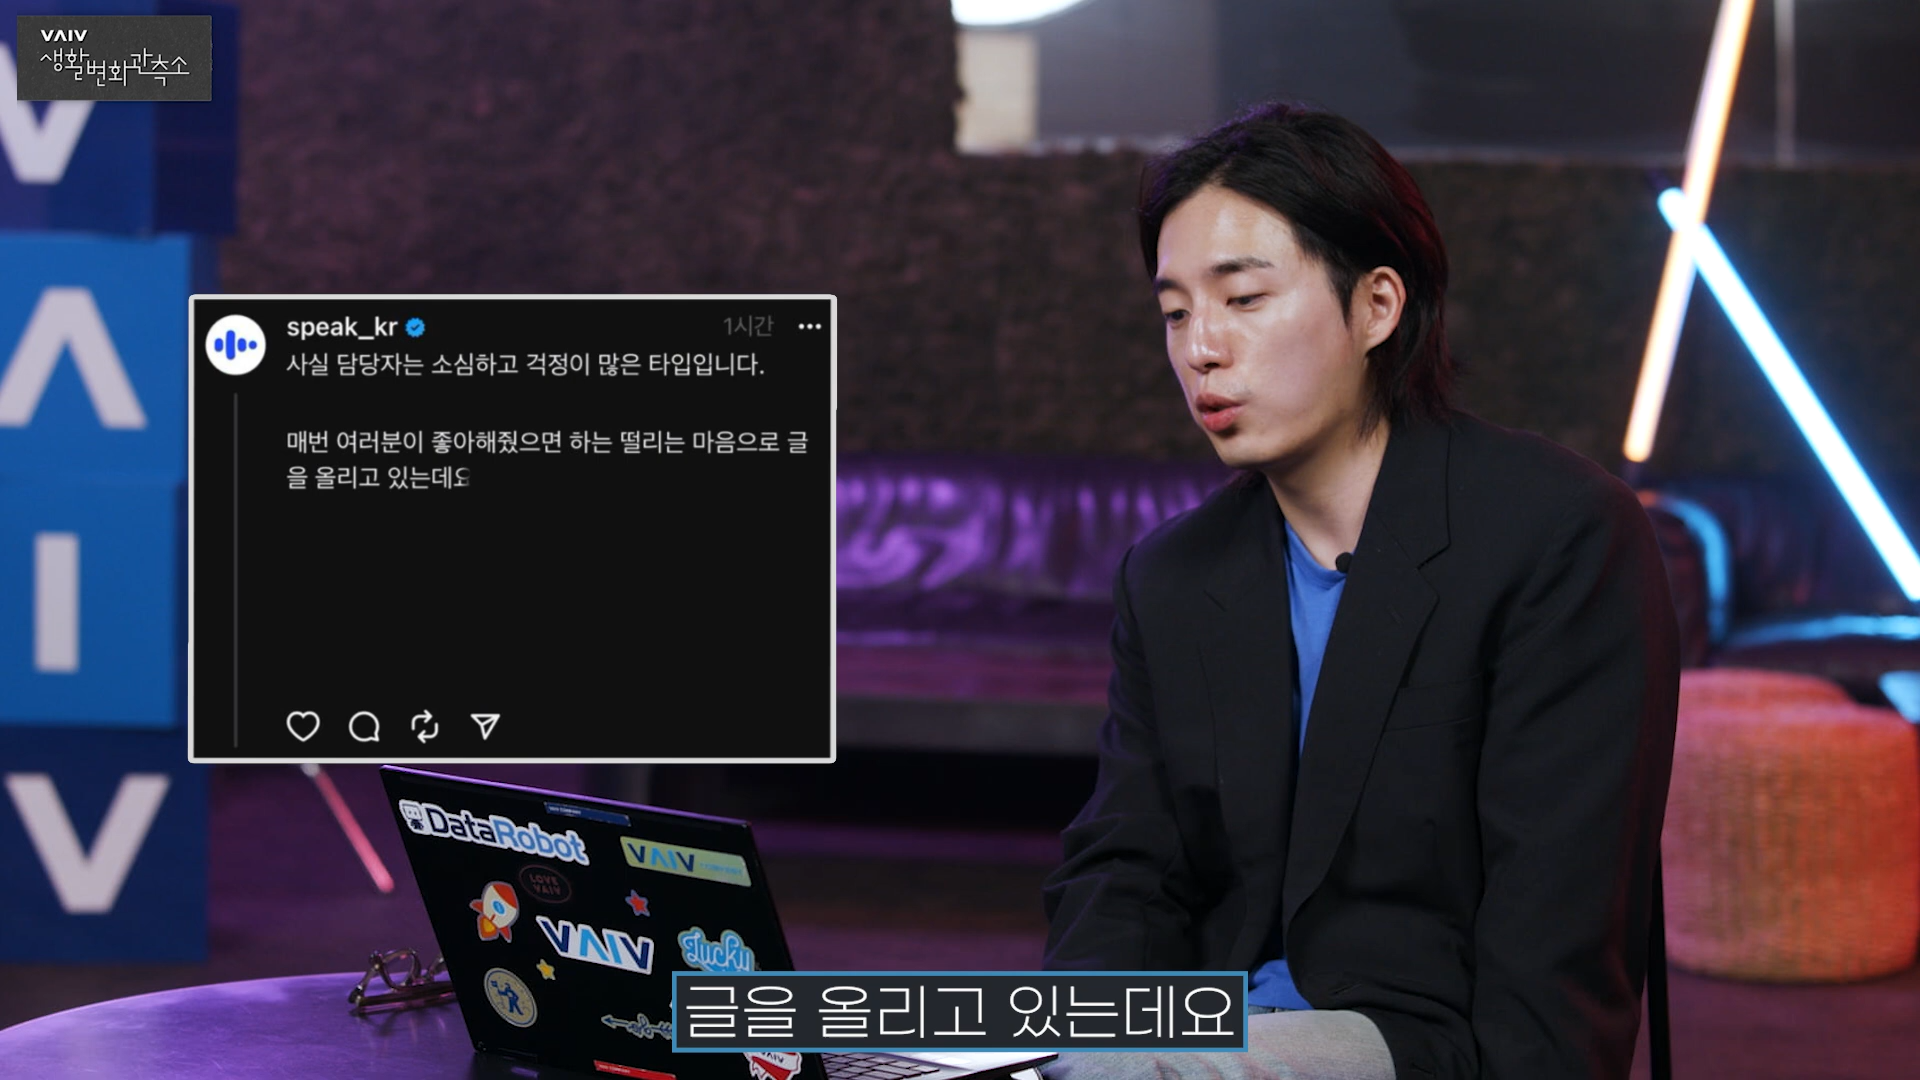 VAIV
생활변화관측소
V
Λ
I
V
speak_kr
1시간
사실 담당자는 소심하고 걱정이 많은 타입입니다.
매번 여러분이 좋아해줬으면 하는 떨리는 마음으로 글
을 올리고 있는데요
DataRobot
VAIV
LOVE
VAIV
VAIV
Lucky
글을 올리고 있는데요